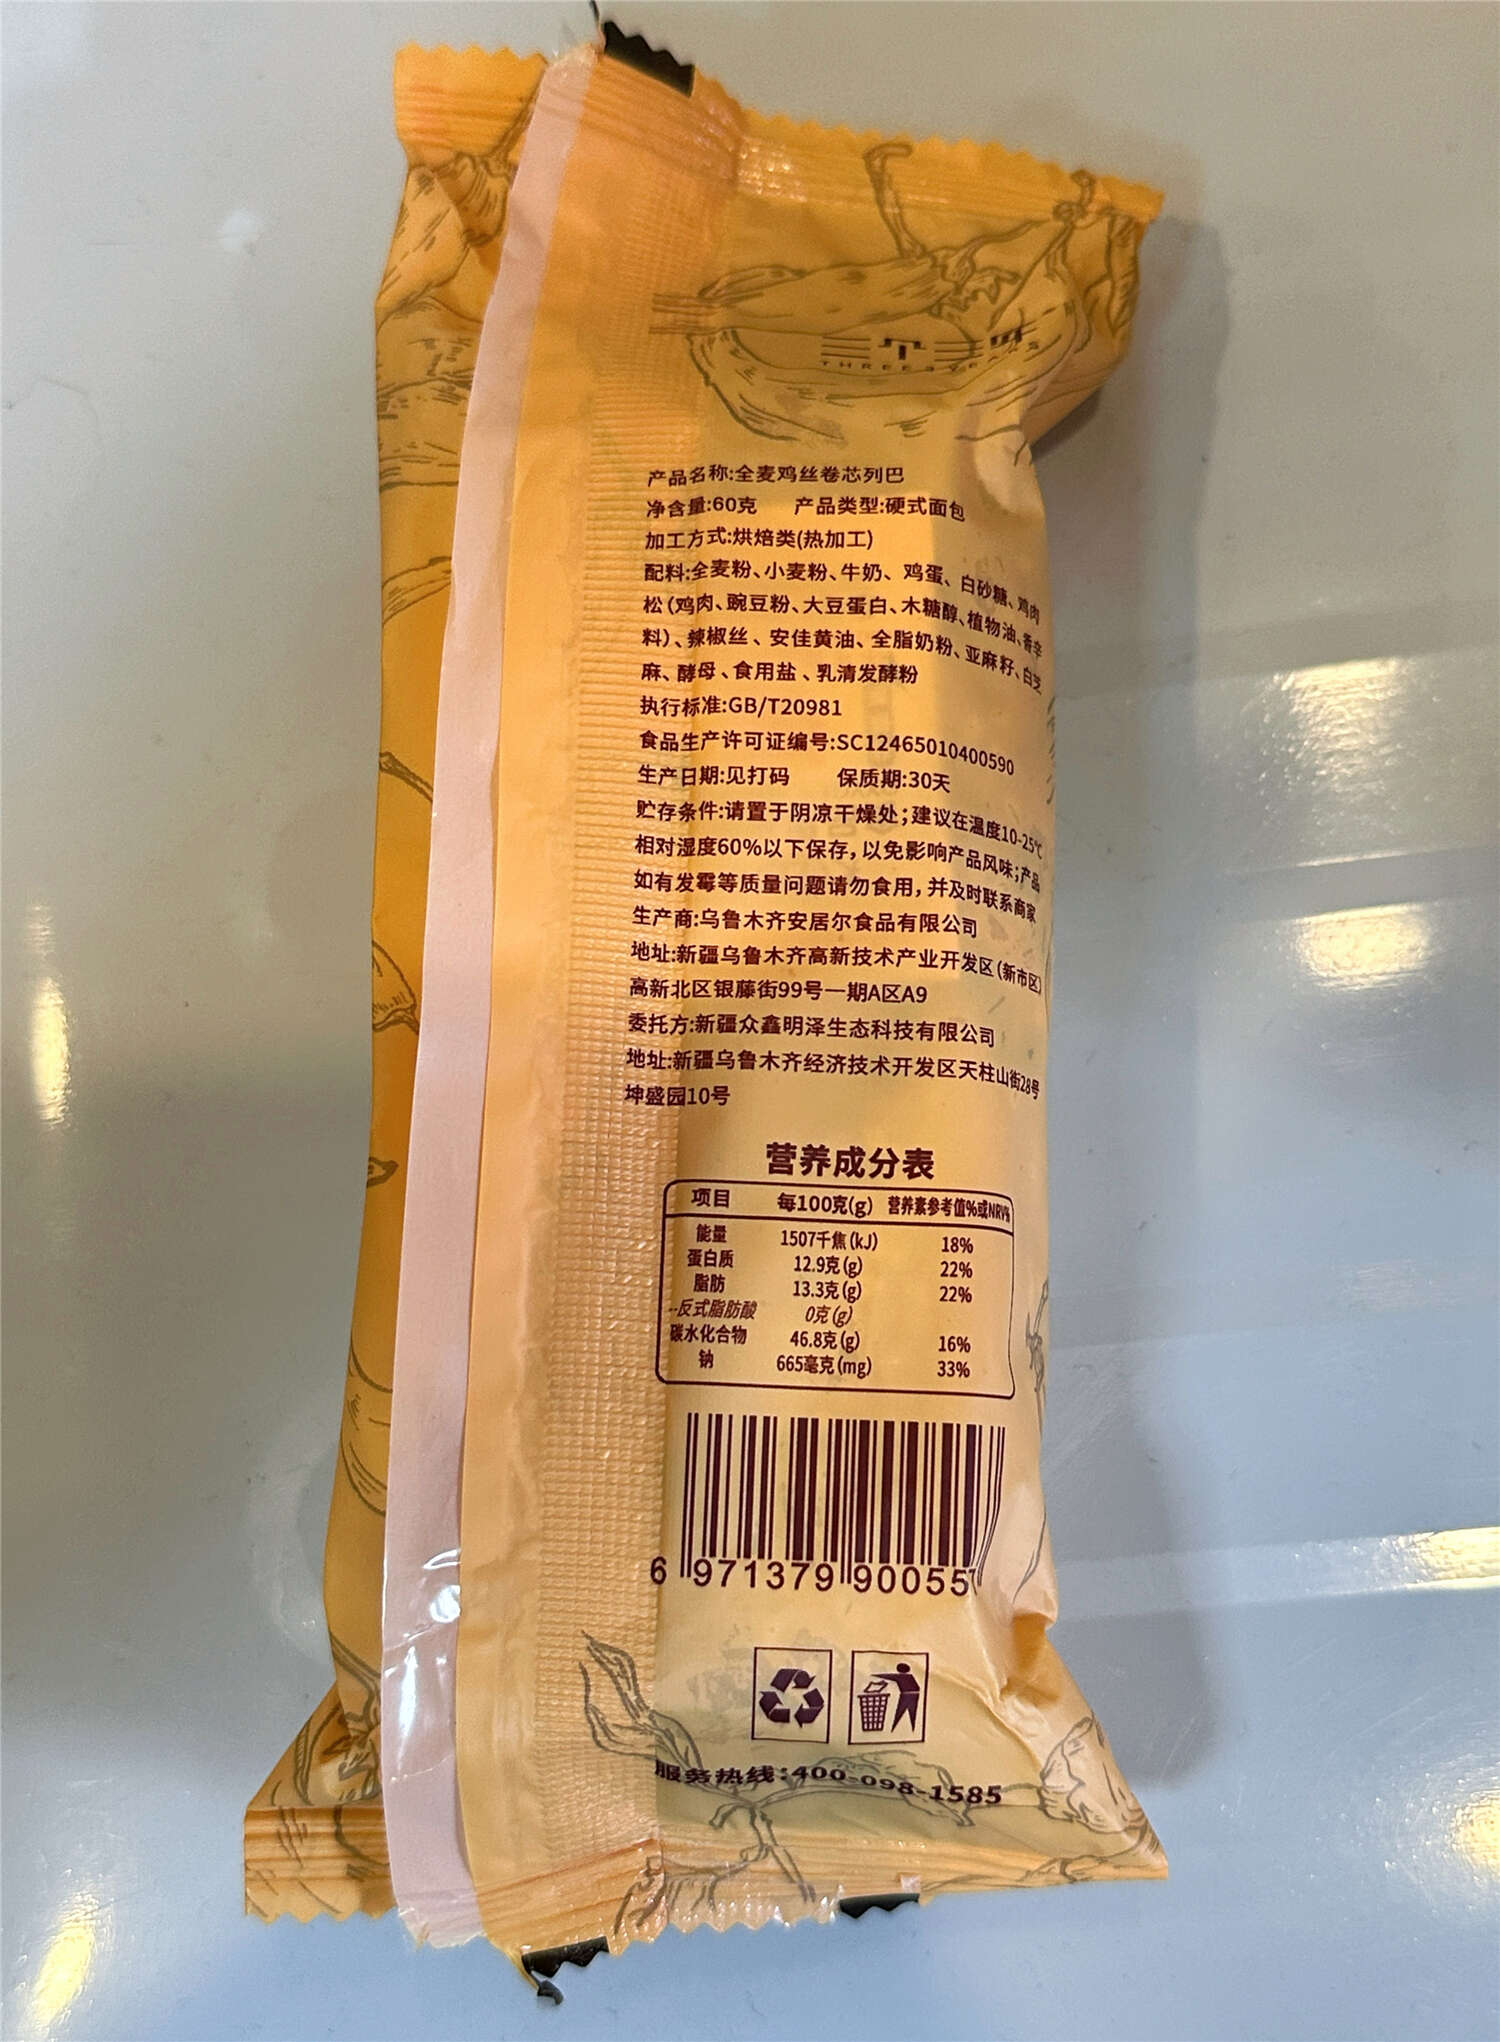 THREE 3 YEARS
产品名称:全麦鸡丝卷芯列巴
净含量:60克 产品类型:硬式面包
加工方式:烘焙类(热加工)
配料:全麦粉、小麦粉、牛奶、鸡蛋、白砂糖、鸡肉
松(鸡肉、豌豆粉、大豆蛋白、木糖醇、植物油、香辛
料)、辣椒丝、安佳黄油、全脂奶粉、亚麻籽、白芝
麻、酵母、食用盐、乳清发酵粉
执行标准:GB/T20981
食品生产许可证编号:SC12465010400590
生产日期:见打码 保质期:30天
贮存条件:请置于阴凉干燥处;建议在温度10-25℃
相对湿度60%以下保存,以免影响产品风味;产品
如有发霉等质量问题请勿食用,并及时联系商家
生产商:乌鲁木齐安居尔食品有限公司
地址:新疆乌鲁木齐高新技术产业开发区(新市区)
高新北区银藤街99号一期A区A9
委托方:新疆众鑫明泽生态科技有限公司
地址:新疆乌鲁木齐经济技术开发区天柱山街28号
坤盛园10号
营养成分表
项目 每100克(g) 营养素参考值%或NRV%
能量 1507千焦(kJ) 18%
蛋白质 12.9克(g) 22%
脂肪 13.3克(g) 22%
--反式脂肪酸 0克(g)
碳水化合物 46.8克(g) 16%
钠 665毫克(mg) 33%
6 971379 900557
服务热线:400-098-1585